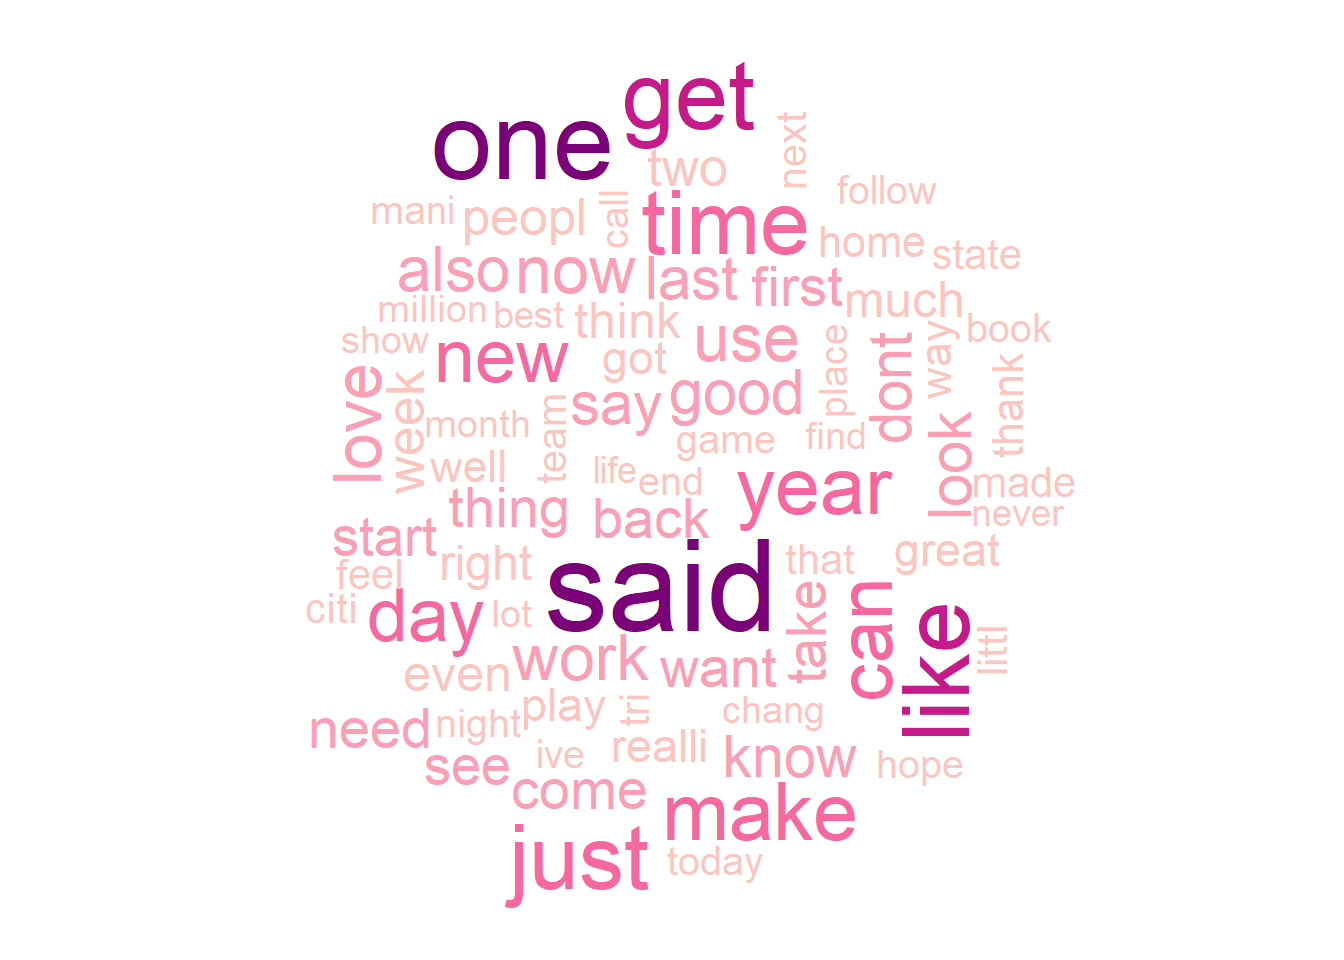 get
one
next
two
follow
mani
peopl
call
time
home
state
also
now
last
first
much
million
best
think
use
book
show
new
got
place
dont
way
love
week
say
good
thank
month
team
game
find
look
well
life
end
year
made
thing
back
never
start
right
said
that
great
feel
citi
day
lot
take
can
like
littl
work
want
even
play
tri
chang
need
night
see
ive
realli
know
hope
come
make
just
today